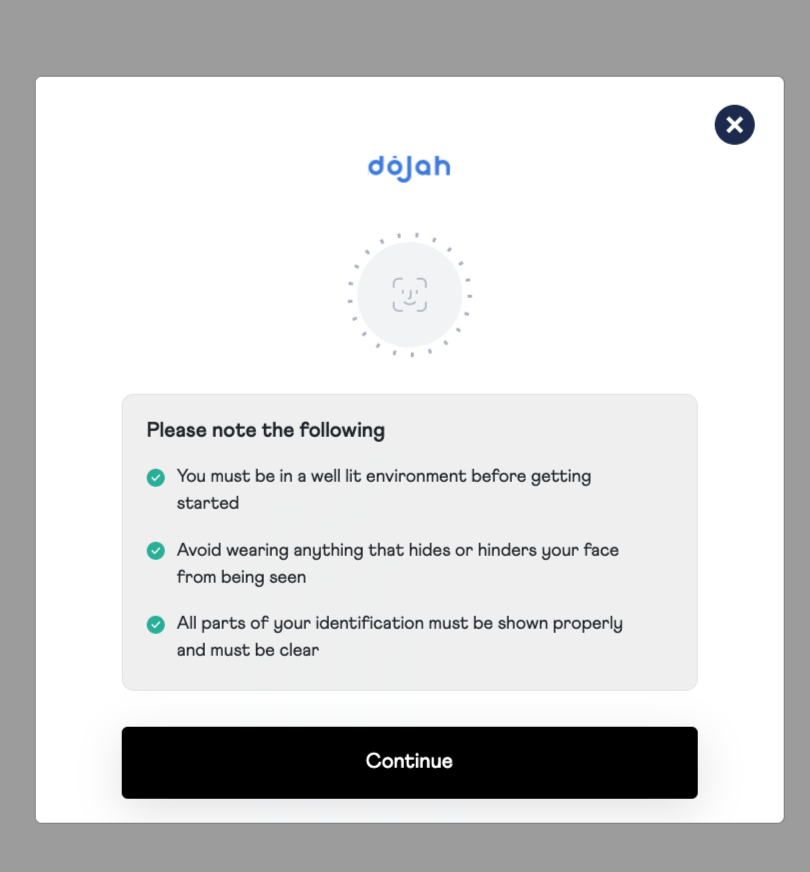 dojah
Please note the following
You must be in a well lit environment before getting
started
Avoid wearing anything that hides or hinders your face
from being seen
All parts of your identification must be shown properly
and must be clear
Continue